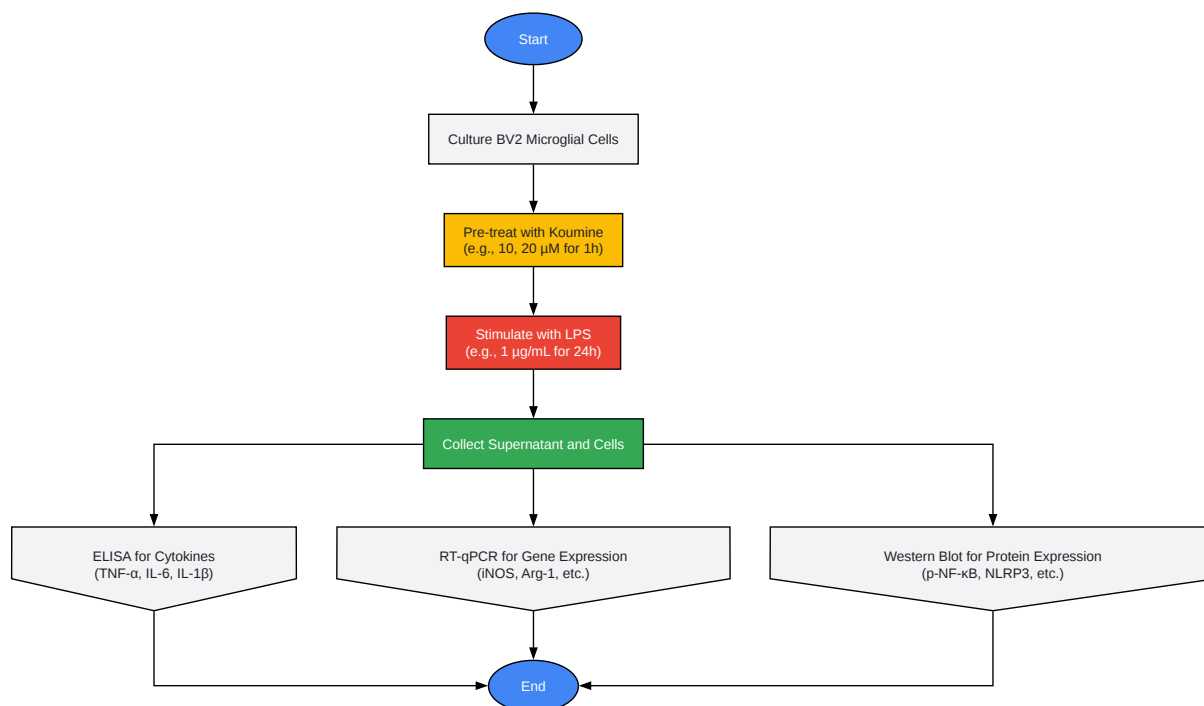 Start
Culture BV2 Microglial Cells
Pre-treat with Koumine
(e.g., 10, 20 µM for 1h)
Stimulate with LPS
(e.g., 1 µg/mL for 24h)
Collect Supernatant and Cells
ELISA for Cytokines
(TNF-α, IL-6, IL-1β)
RT-qPCR for Gene Expression
(iNOS, Arg-1, etc.)
Western Blot for Protein Expression
(p-NF-κB, NLRP3, etc.)
End